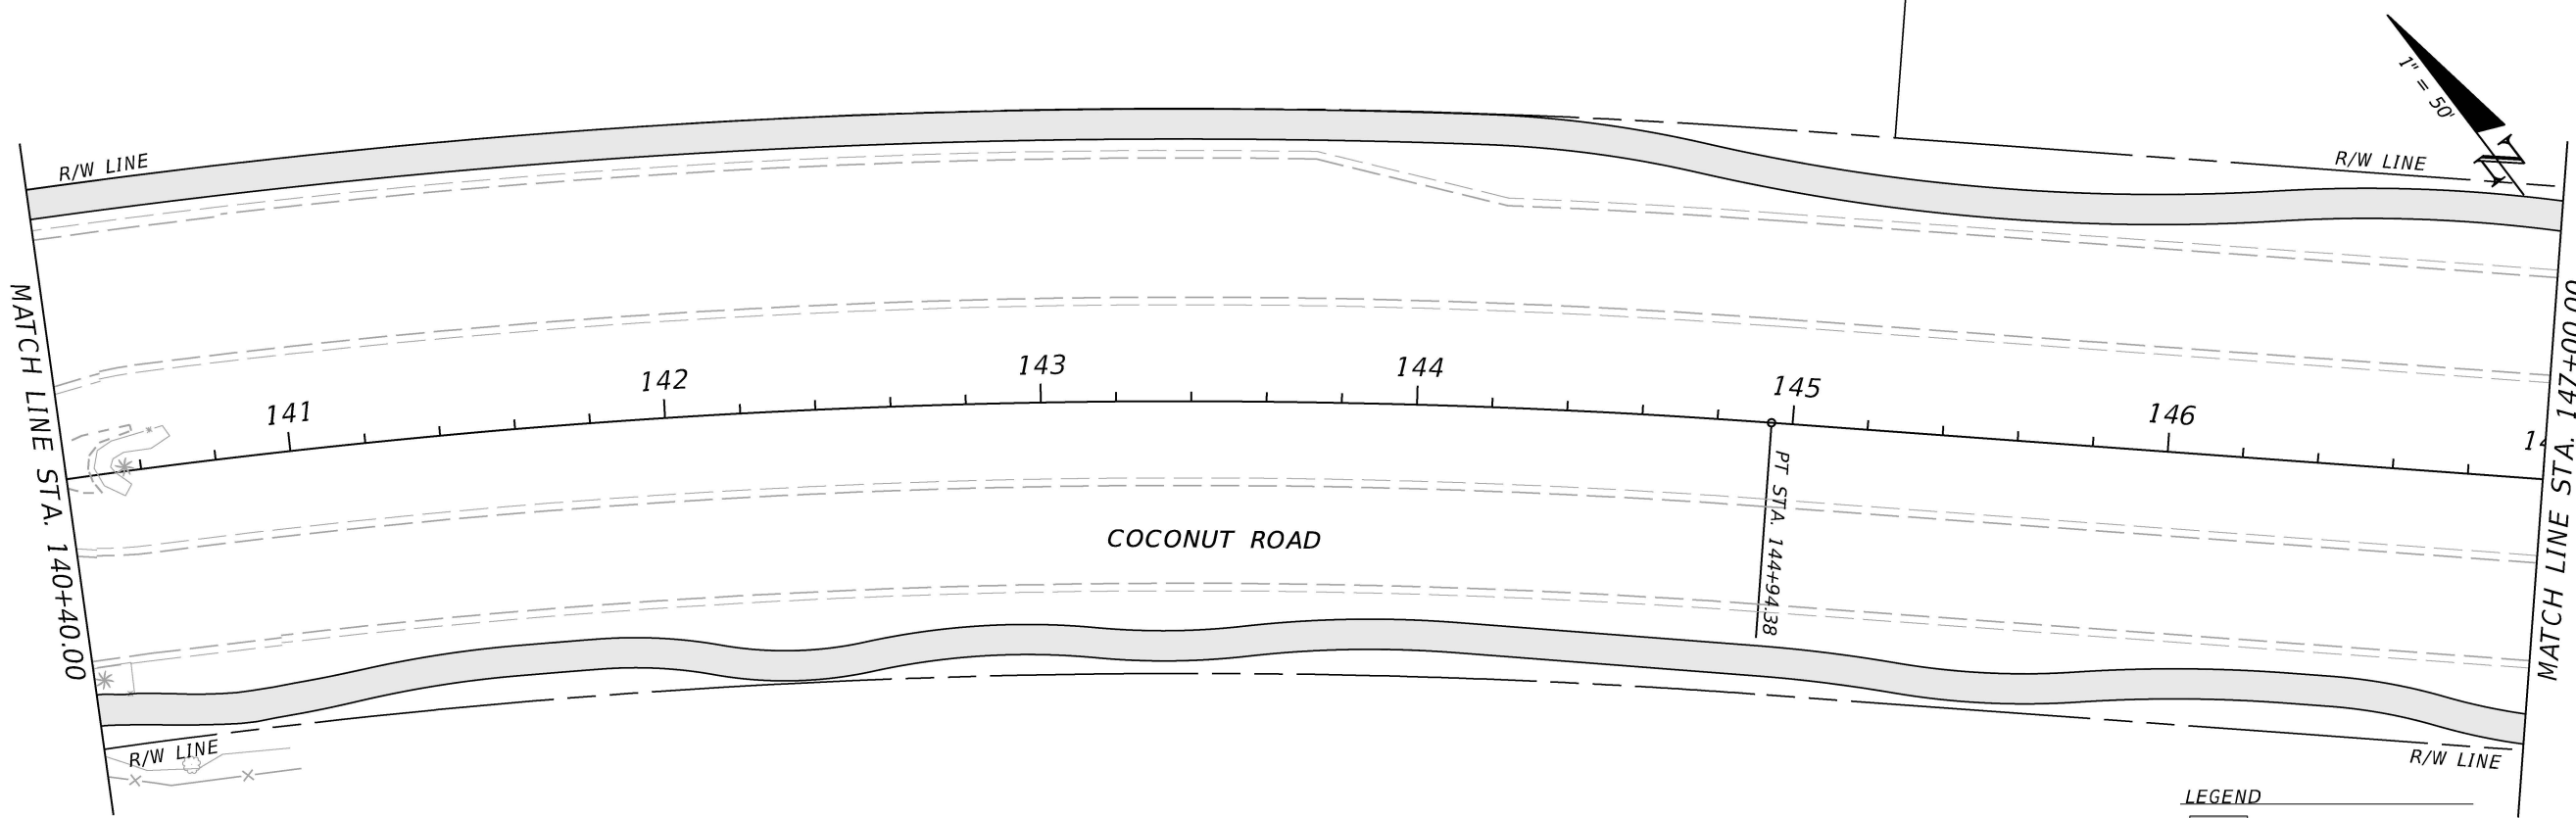 1" = 50'
N
R/W LINE
R/W LINE
MATCH LINE STA. 140+40.00
141
142
143
144
145
146
14
MATCH LINE STA. 147+00.00
PT STA. 144+94.38
COCONUT ROAD
R/W LINE
R/W LINE
LEGEND